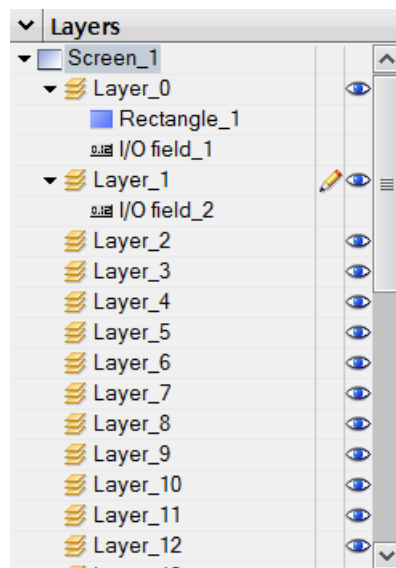 Layers
Screen_1
Layer_0
Rectangle_1
I/O field_1
Layer_1
I/O field_2
Layer_2
Layer_3
Layer_4
Layer_5
Layer_6
Layer_7
Layer_8
Layer_9
Layer_10
Layer_11
Layer_12